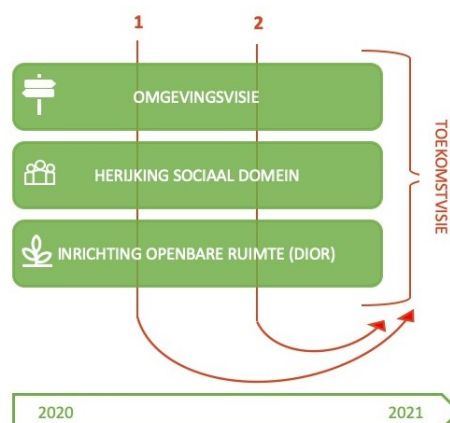 1
2
OMGEVINGSVISIE
HERIJKING SOCIAAL DOMEIN
INRICHTING OPENBARE RUIMTE (DIOR)
TOEKOMSTVISIE
2020
2021